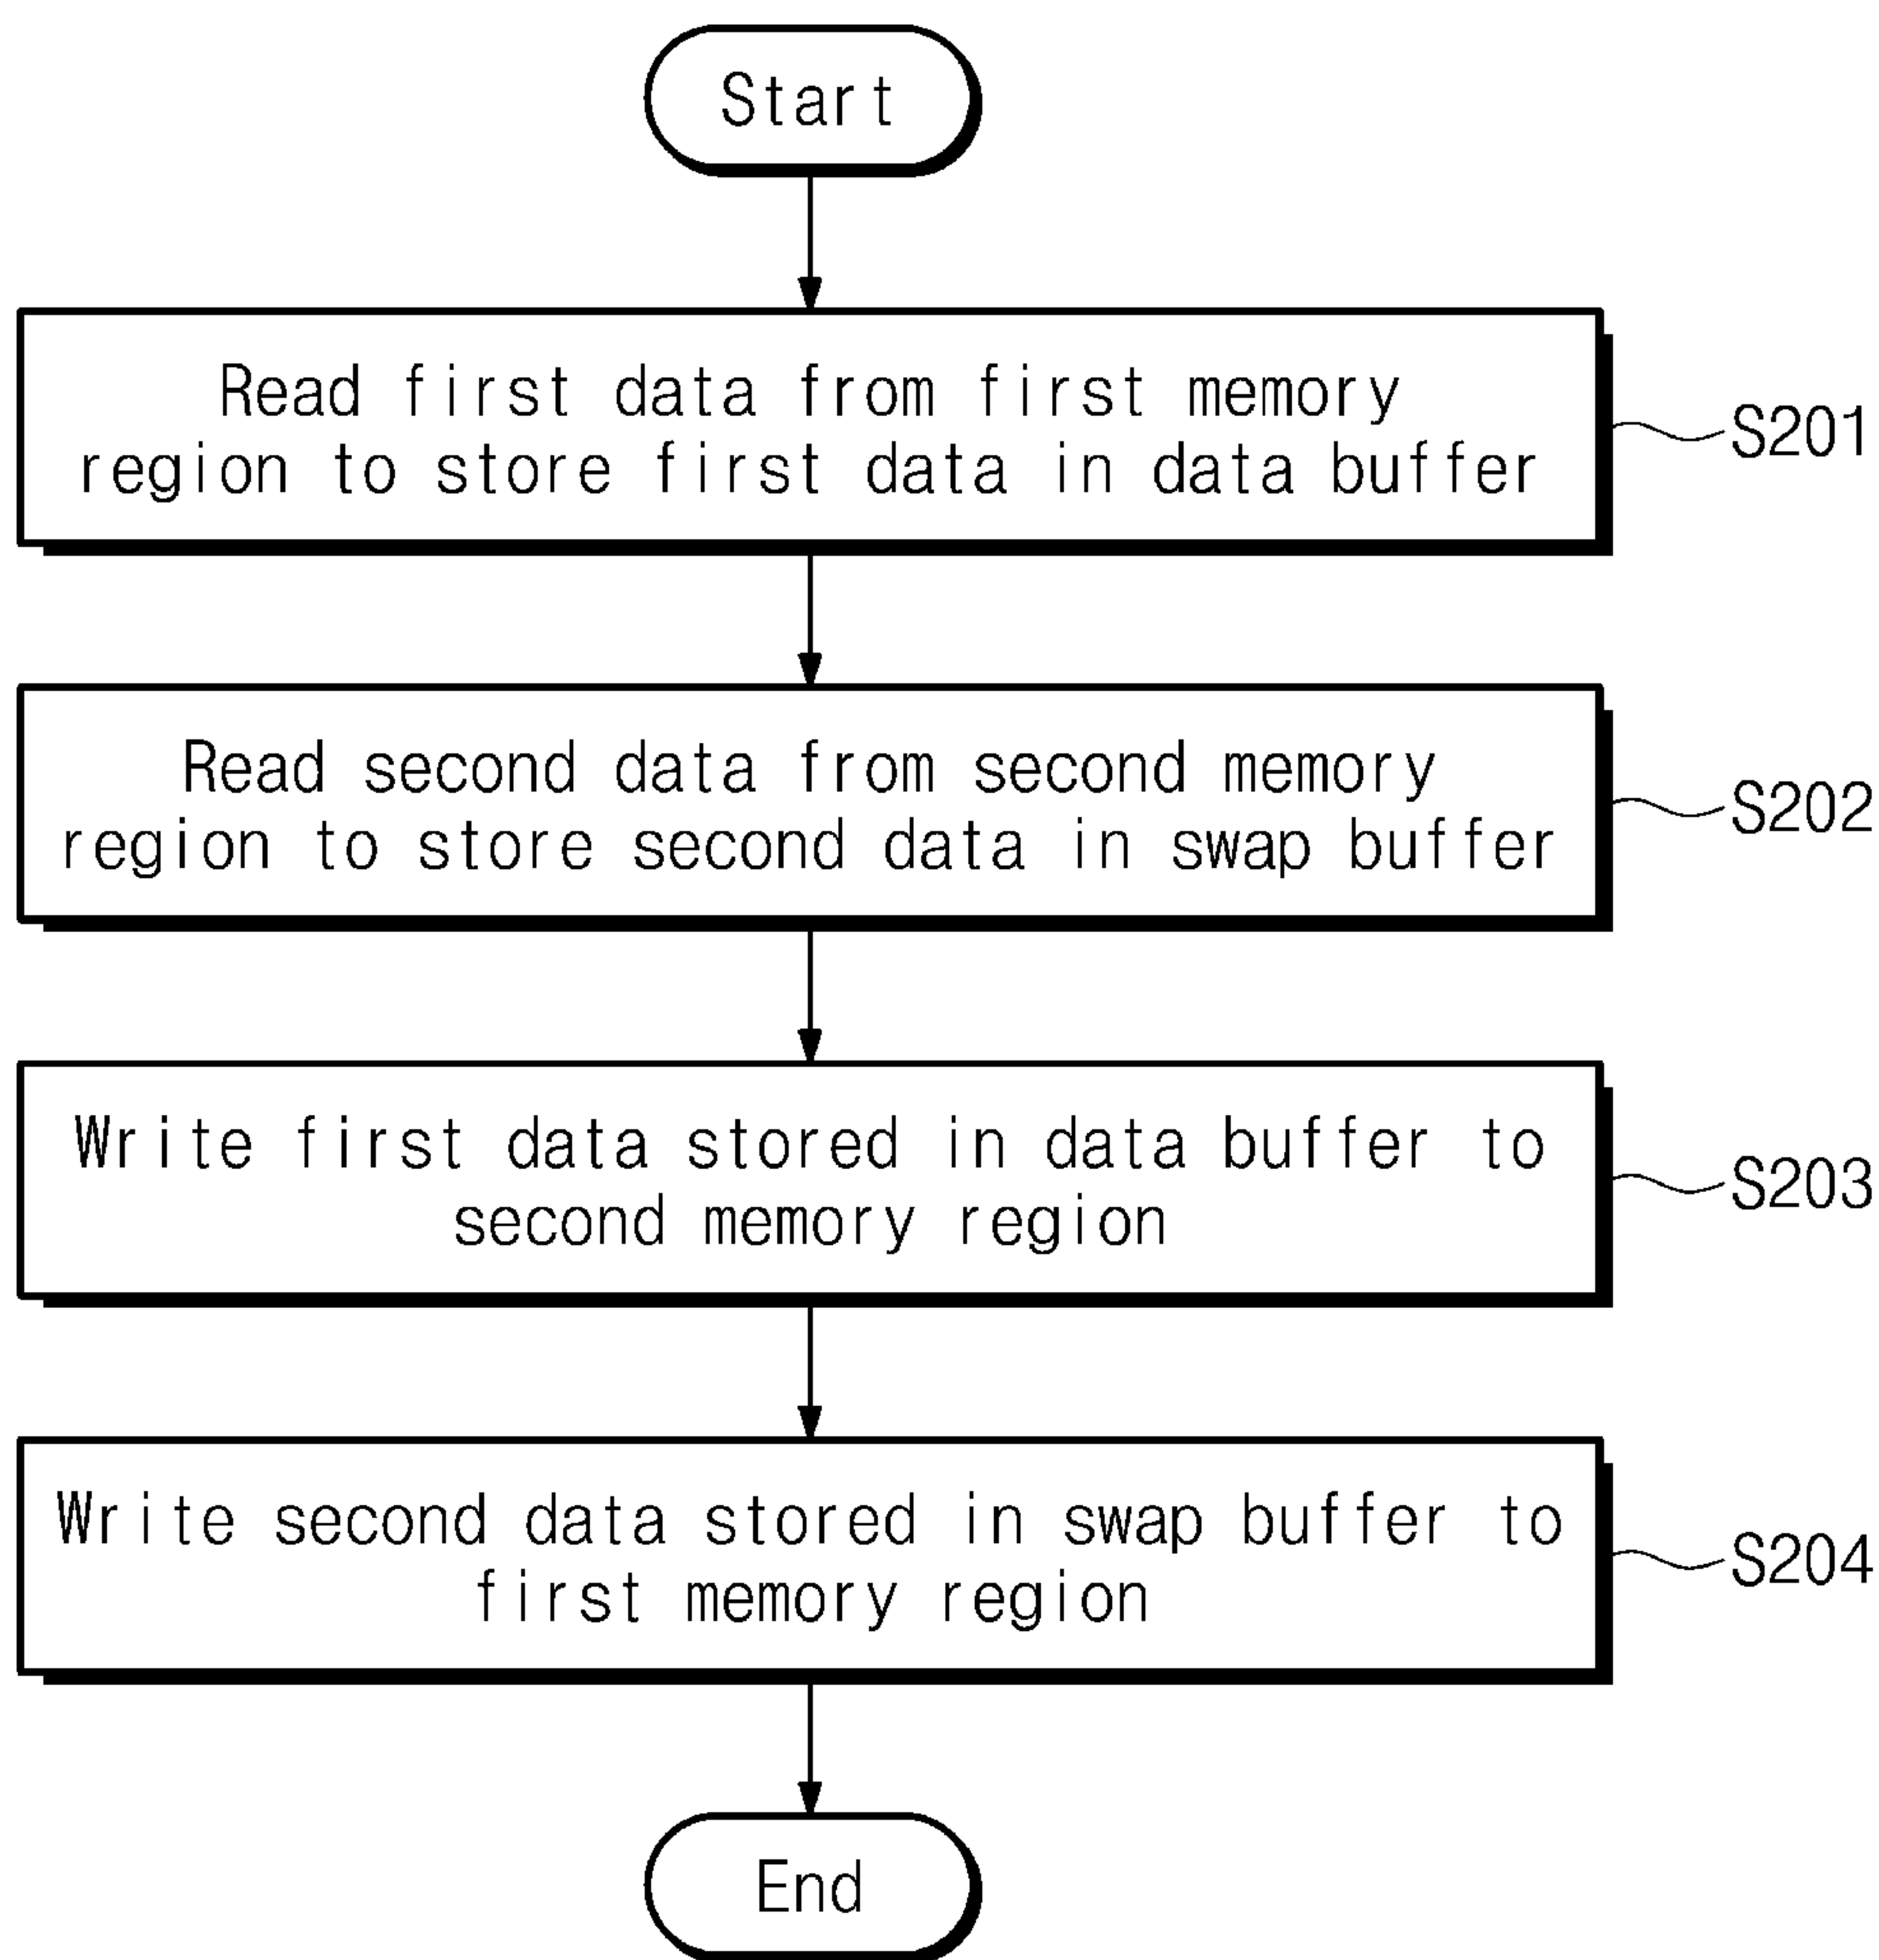 Start
Read first data from first memory
region to store first data in data buffer
S201
Read second data from second memory
region to store second data in swap buffer
S202
Write first data stored in data buffer to
second memory region
S203
Write second data stored in swap buffer to
first memory region
S204
End